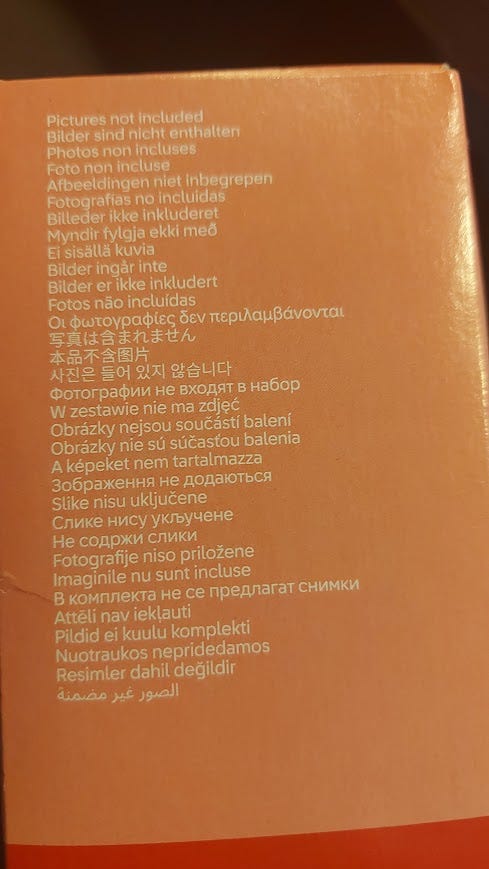 Pictures not included
Bilder sind nicht enthalten
Photos non incluses
Foto non incluse
Afbeeldingen niet inbegrepen
Fotografías no incluidas
Billeder ikke inkluderet
Myndir fylgja ekki með
Ei sisällä kuvia
Bilder ingår inte
Bilder er ikke inkludert
Fotos não incluídas
Οι φωτογραφίες δεν περιλαμβάνονται
写真は含まれません
本品不含图片
사진은 들어 있지 않습니다
Фотографии не входят в набор
W zestawie nie ma zdjęć
Obrázky nejsou součástí balení
Obrázky nie sú súčasťou balenia
A képeket nem tartalmazza
Зображення не додаються
Slike nisu uključene
Слике нису укључене
Не содржи слики
Fotografije niso priložene
Imaginile nu sunt incluse
В комплекта не се предлагат снимки
Attēli nav iekļauti
Pildid ei kuulu komplekti
Nuotraukos nepridedamos
Resimler dahil değildir
الصور غير مضمنة